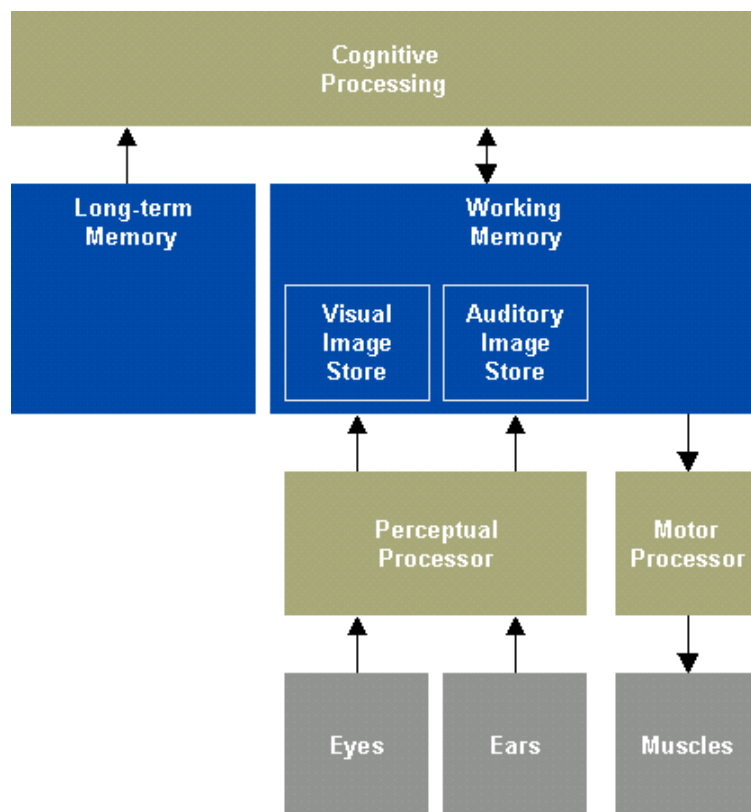 Cognitive
Processing
Long-term
Memory
Working
Memory
Visual
Image
Store
Auditory
Image
Store
Perceptual
Processor
Motor
Processor
Eyes
Ears
Muscles